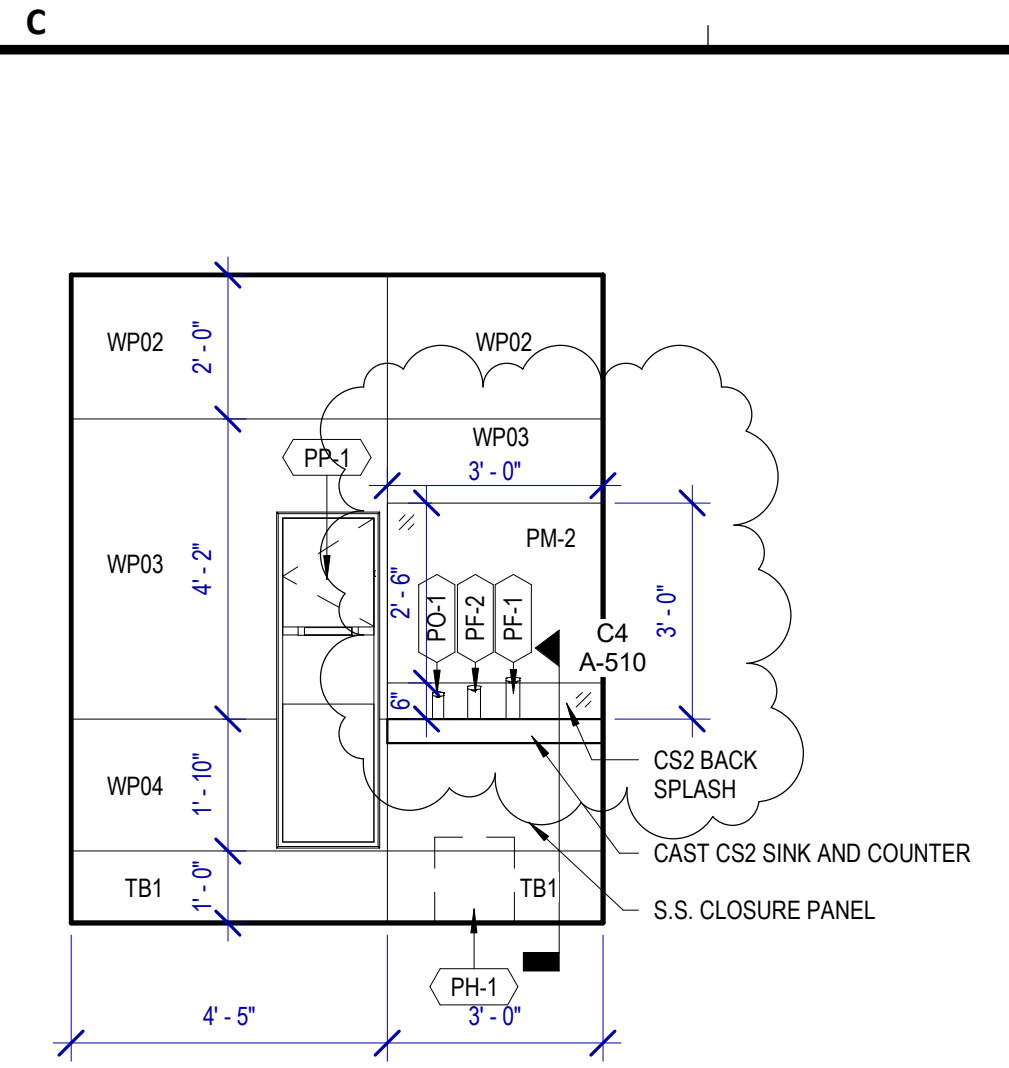 C
WP02
2' - 0"
WP02
WP03
3' - 0"
PP-1
PM-2
WP03
4' - 2"
2' - 6"
PO-1
PF-2
PF-1
3' - 0"
C4
A-510
6"
WP04
1' - 10"
CS2 BACK
SPLASH
CAST CS2 SINK AND COUNTER
TB1
1' - 0"
TB1
S.S. CLOSURE PANEL
PH-1
4' - 5"
3' - 0"